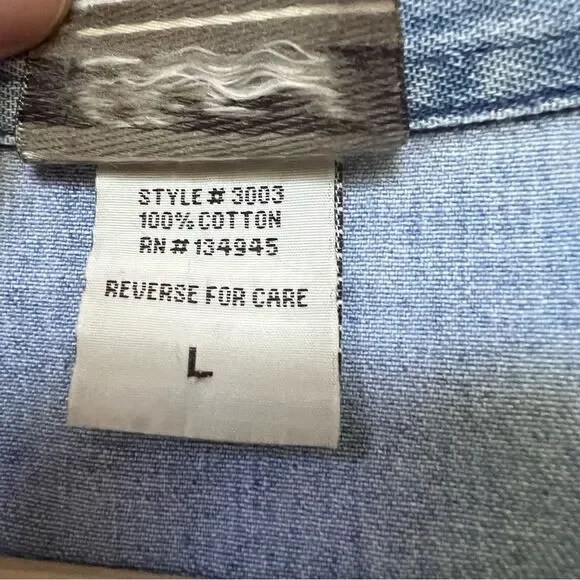 STYLE# 3003
100% COTTON
RN#134945
REVERSE FOR CARE
L